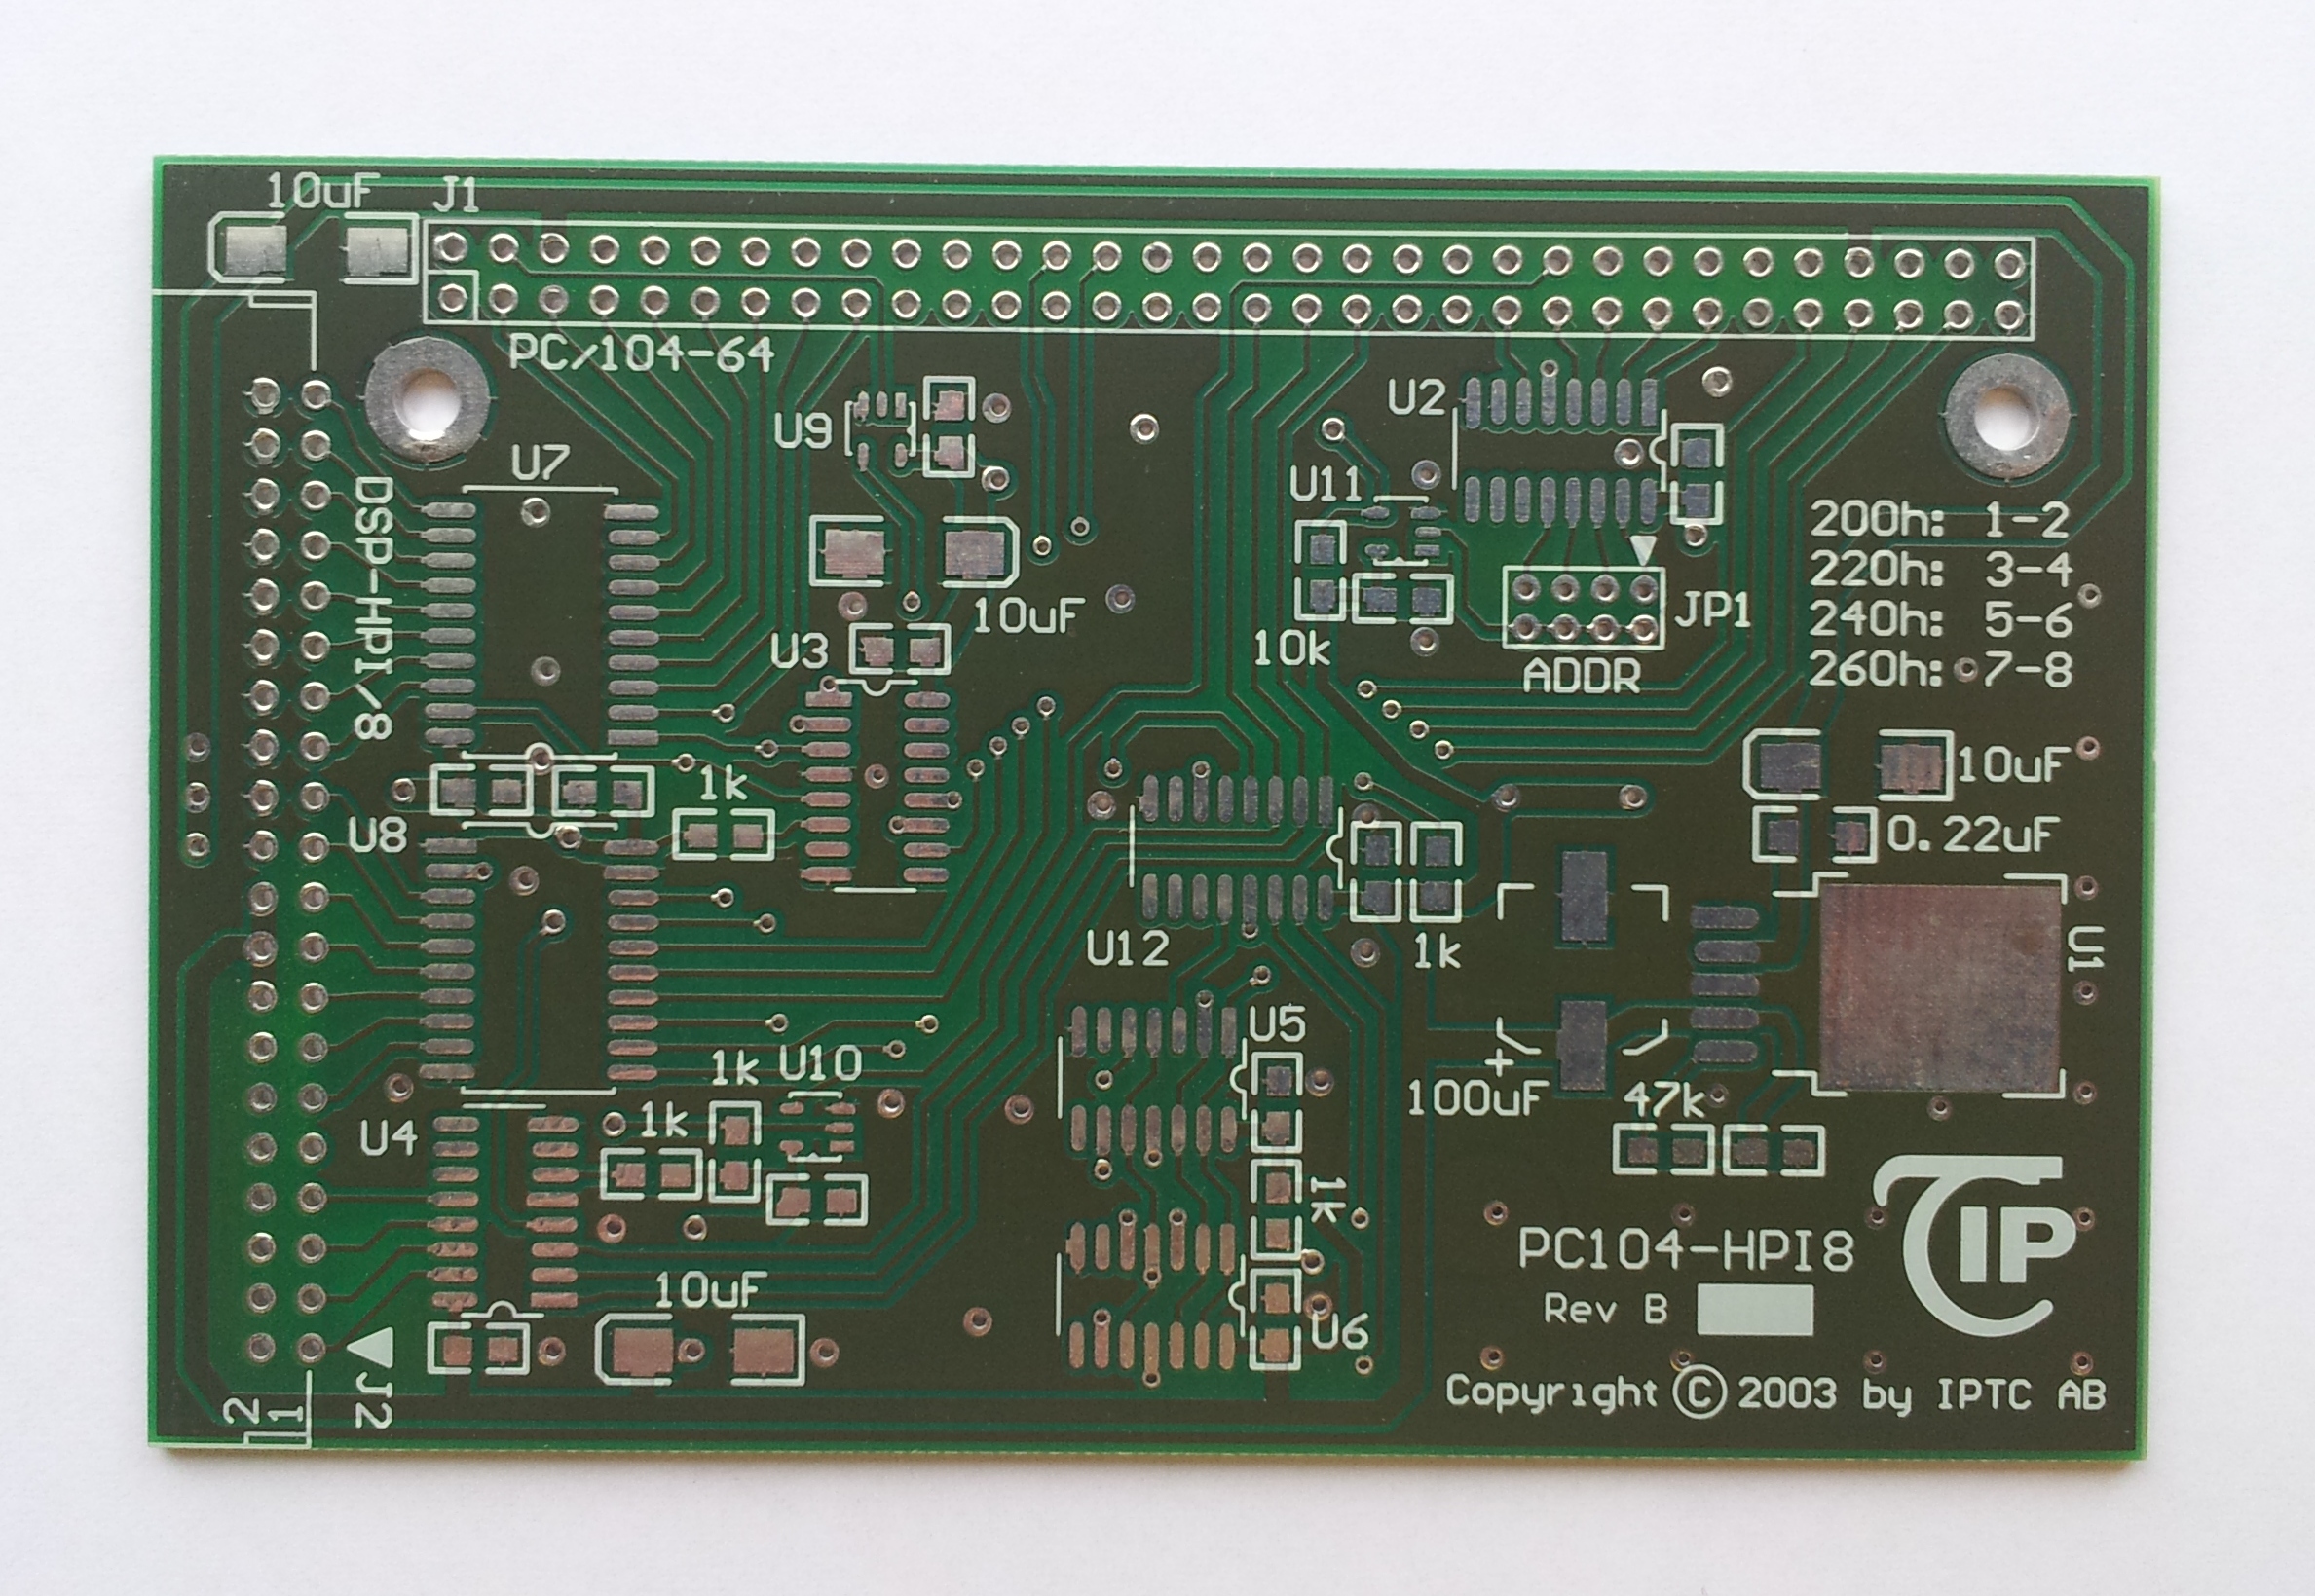 2
1
J2
U4
U8
DSP-HPI/8
10uF
J1
PC/104-64
U7
10uF
1k
1k
U10
1k
U3
U9
10uF
U12
U5
U6
1k
10k
U11
U2
1k
100uF
ADDR
JP1
47k
200h: 1-2
220h: 3-4
240h: 5-6
260h: 7-8
10uF
0.22uF
U1
PC104-HPI8
Rev B
IP
Copyright © 2003 by IPTC AB